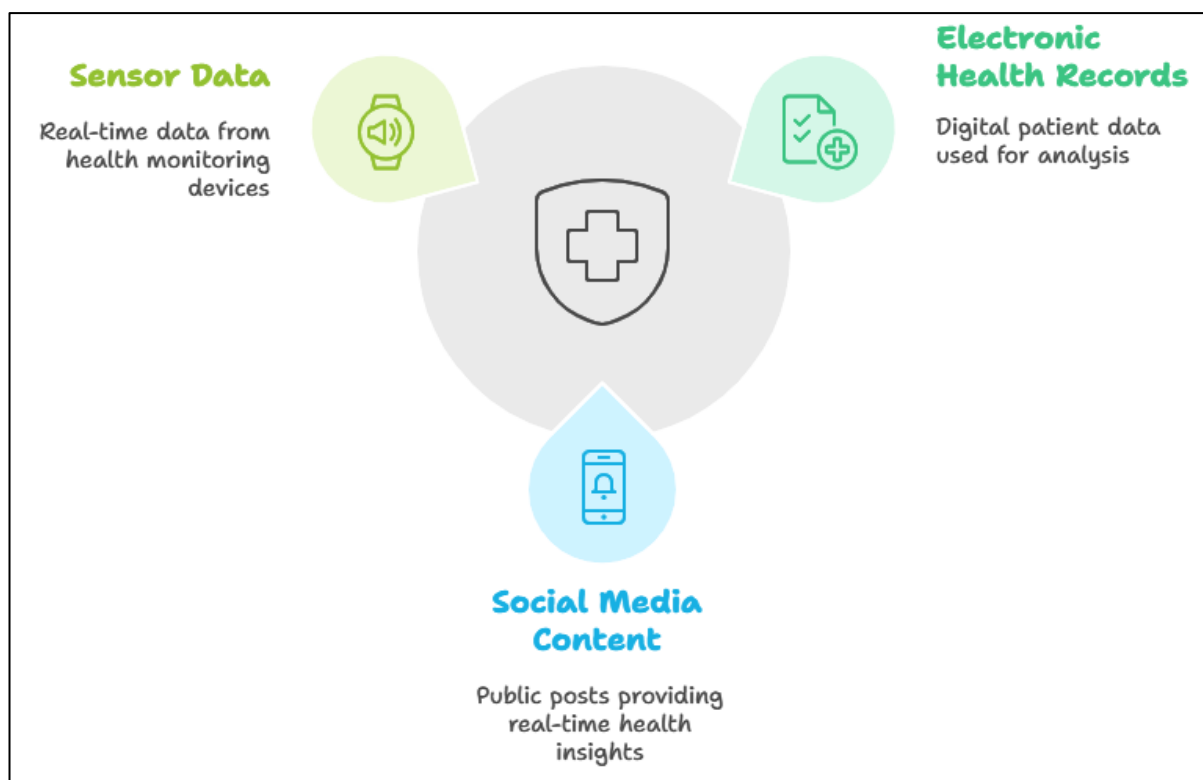 Sensor Data
Real-time data from
health monitoring
devices
Electronic
Health Records
Digital patient data
used for analysis
Social Media
Content
Public posts providing
real-time health
insights